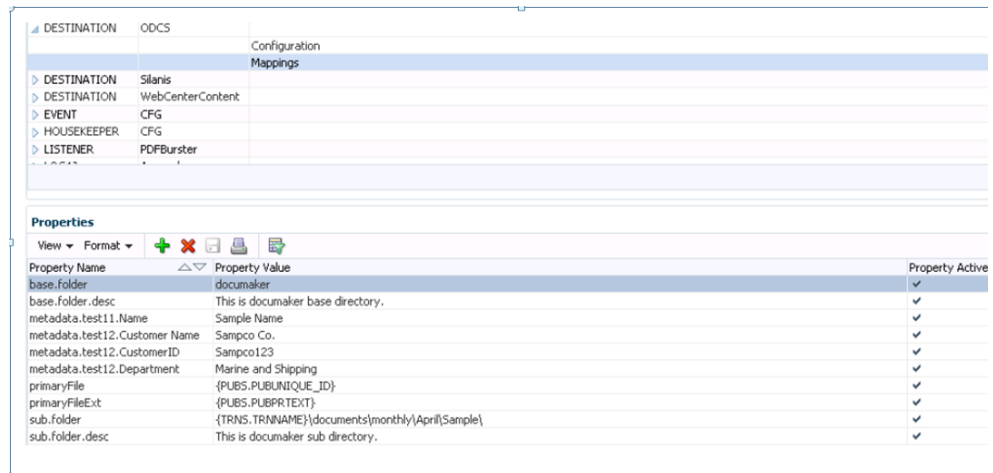 DESTINATION ODCS
Configuration
Mappings
DESTINATION Silanis
DESTINATION WebCenterContent
EVENT CFG
HOUSEKEEPER CFG
LISTENER PDFBurster
Properties
View Format
Property Name Property Value Property Active
base.folder documaker
base.folder.desc This is documaker base directory.
metadata.test11.Name Sample Name
metadata.test12.Customer Name Sampco Co.
metadata.test12.CustomerID Sampco123
metadata.test12.Department Marine and Shipping
primaryFile {PUBS.PUBUNIQUE_ID}
primaryFileExt {PUBS.PUBPRTEXT}
sub.folder {TRNS.TRNNAME}\documents\monthly\April\Sample\
sub.folder.desc This is documaker sub directory.